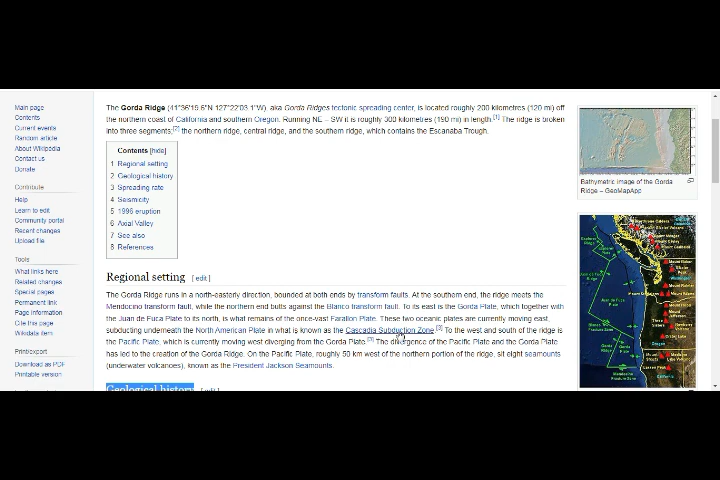 Main page
Contents
Current events
Random article
About Wikipedia
Contact us
Donate
Contribute
Help
Learn to edit
Community portal
Recent changes
Upload file
Tools
What links here
Related changes
Special pages
Permanent link
Page information
Cite this page
Wikidata item
Print/export
Download as PDF
Printable version
The Gorda Ridge (41°36'19.6"N 127°22'03.1"W), aka Gorda Ridges tectonic spreading center, is located roughly 200 kilometres (120 mi) off
the northern coast of California and southern Oregon. Running NE – SW it is roughly 300 kilometres (190 mi) in length.[1] The ridge is broken
into three segments;[2] the northern ridge, central ridge, and the southern ridge, which contains the Escanaba Trough.
Contents [hide]
1 Regional setting
2 Geological history
3 Spreading rate
4 Seismicity
5 1996 eruption
6 Axial Valley
7 See also
8 References
Regional setting [ edit ]
The Gorda Ridge runs in a north-easterly direction, bounded at both ends by transform faults. At the southern end, the ridge meets the
Mendocino transform fault, while the northern end butts against the Blanco transform fault. To its east is the Gorda Plate, which together with
the Juan de Fuca Plate to its north, is what remains of the once-vast Farallon Plate. These two oceanic plates are currently moving east,
subducting underneath the North American Plate in what is known as the Cascadia Subduction Zone.[3] To the west and south of the ridge is
the Pacific Plate, which is currently moving west diverging from the Gorda Plate.[3] The divergence of the Pacific Plate and the Gorda Plate
has led to the creation of the Gorda Ridge. On the Pacific Plate, roughly 50 km west of the northern portion of the ridge, sit eight seamounts
(underwater volcanoes), known as the President Jackson Seamounts.
Geological history [ edit ]
Bathymetric image of the Gorda
Ridge – GeoMapApp